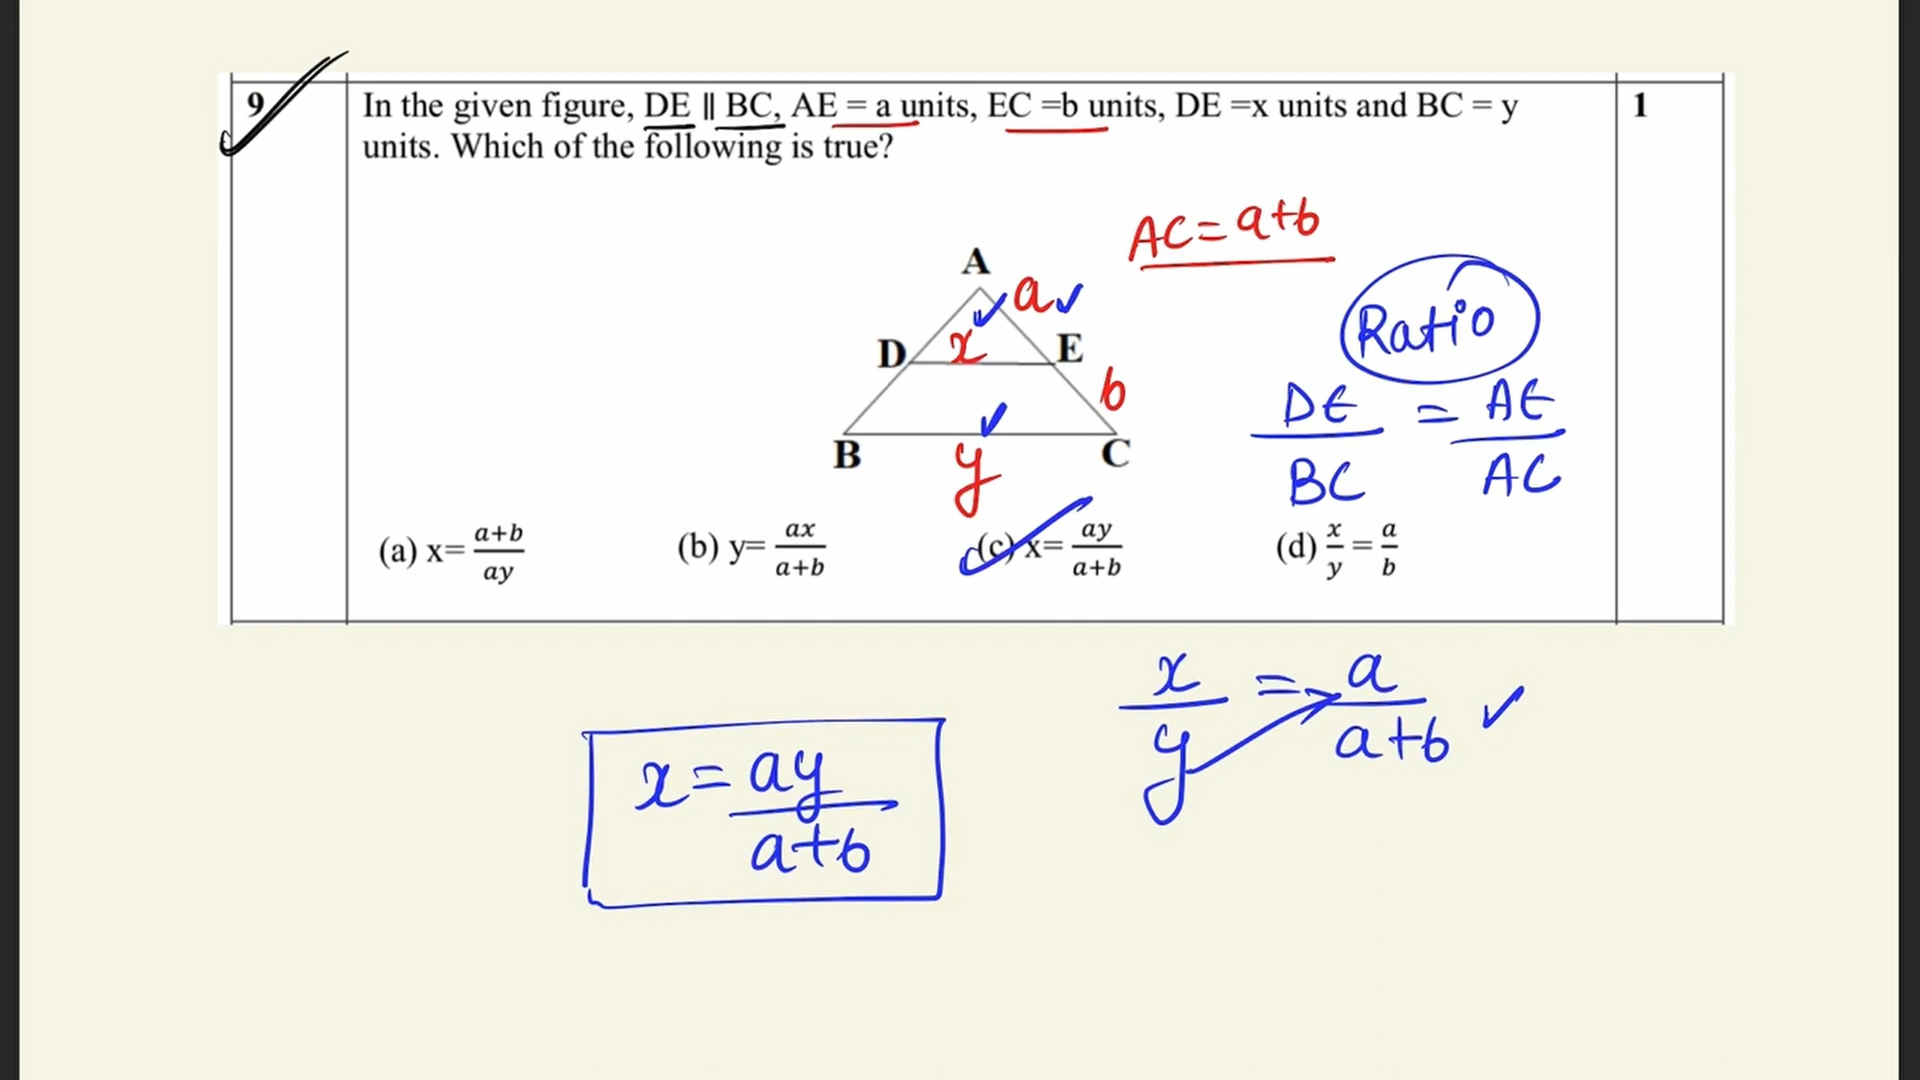 9
In the given figure, DE || BC, AE = a units, EC =b units, DE =x units and BC = y
units. Which of the following is true?
1
AC = a+b
A
a
Ratio
D
x
E
b
DE/BC = AE/AC
B
y
C
(a) x= a+b/ay
(b) y= ax/a+b
(c) x= ay/a+b
(d) x/y = a/b
x/y = a/a+b
x = ay/a+b